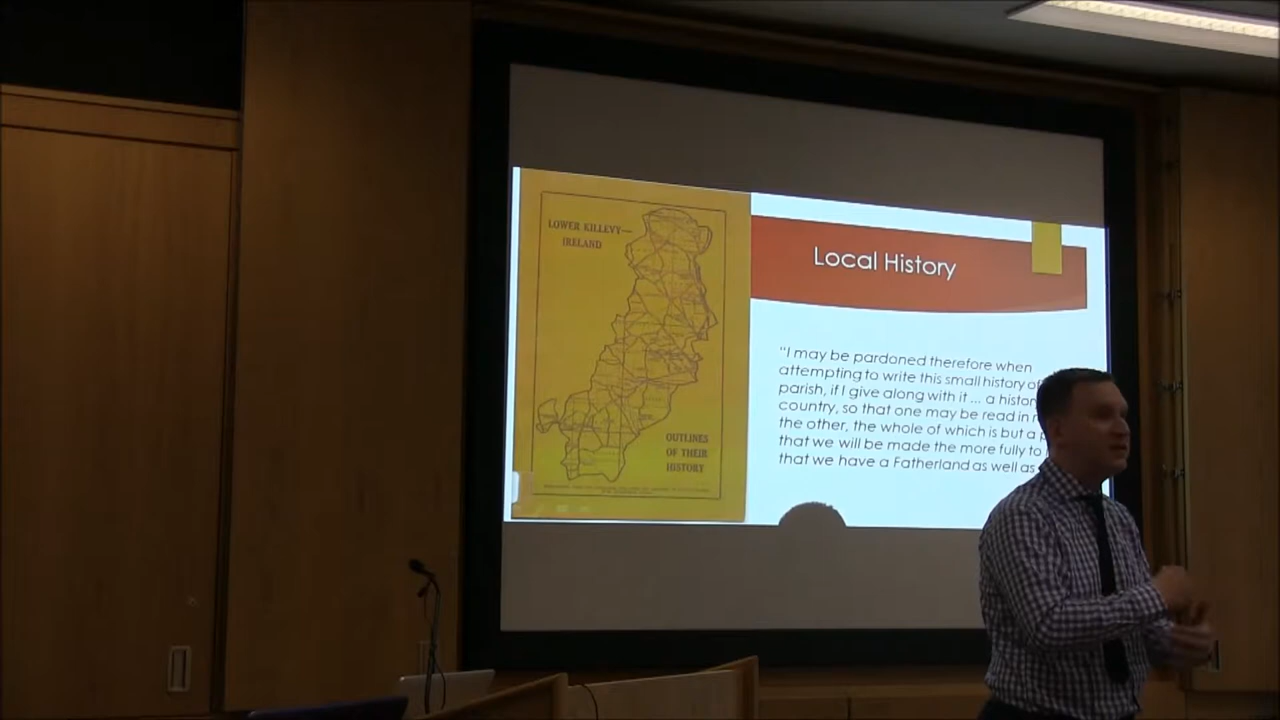 LOWER KILLEVY—
IRELAND
OUTLINES
OF THEIR
HISTORY
Local History
"I may be pardoned therefore when
attempting to write this small history of
parish, if I give along with it ... a
country, so that one may be read in
the other, the whole of which is but a
that we will be made the more fully to
that we have a Fatherland as well as